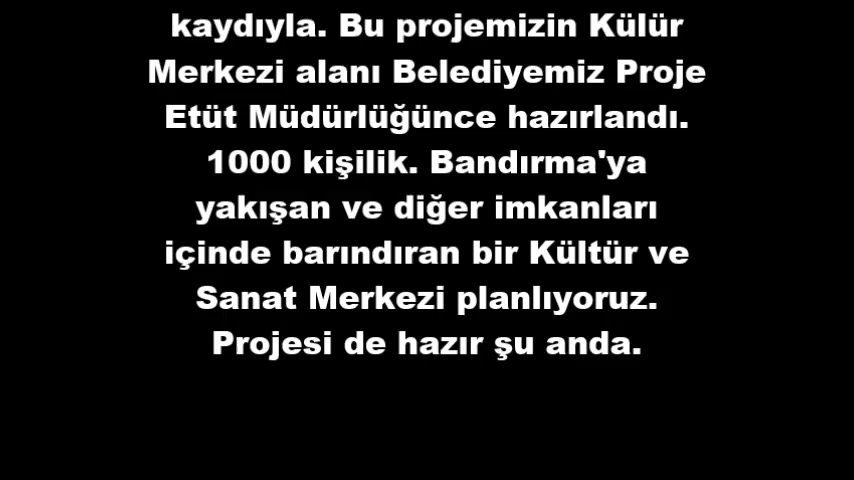 kaydıyla. Bu projemizin Külür
Merkezi alanı Belediyemiz Proje
Etüt Müdürlüğünce hazırlandı.
1000 kişilik. Bandırma'ya
yakışan ve diğer imkanları
içinde barındıran bir Kültür ve
Sanat Merkezi planlıyoruz.
Projesi de hazır şu anda.